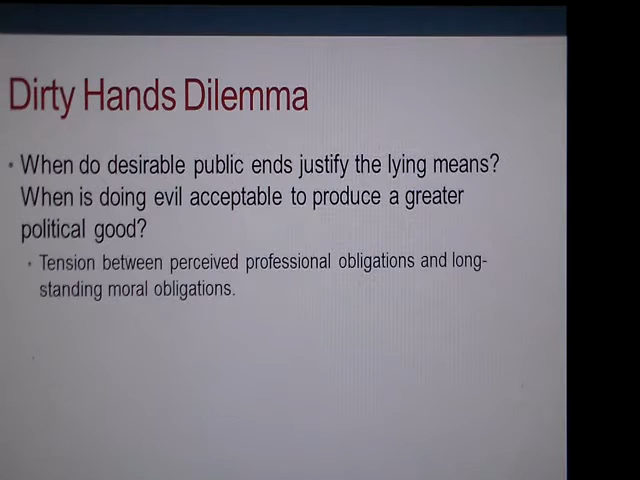 Dirty Hands Dilemma
• When do desirable public ends justify the lying means?
When is doing evil acceptable to produce a greater
political good?
• Tension between perceived professional obligations and long-
standing moral obligations.